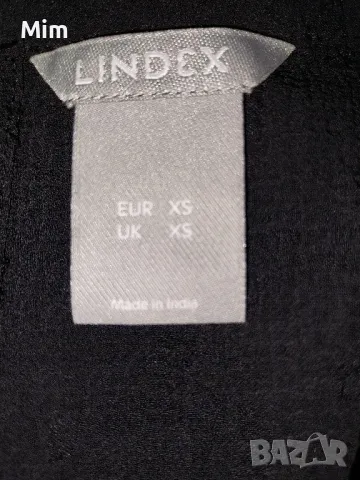 Mim
LINDEX
EUR XS
UK XS
Made in India
BAZAR